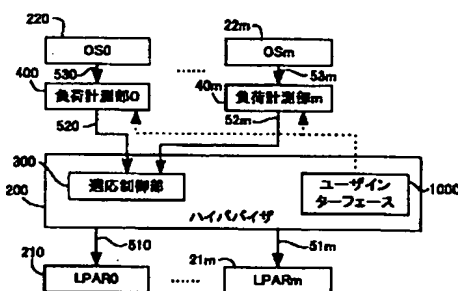 220
22m
OS0
OSm
400
530
......
40m
53m
負荷計測部0
負荷計測部m
520
52m
300
適応制御部
ユーザイン
ターフェース
1000
200
ハイパバイザ
510
51m
210
21m
LPAR0
......
LPARm